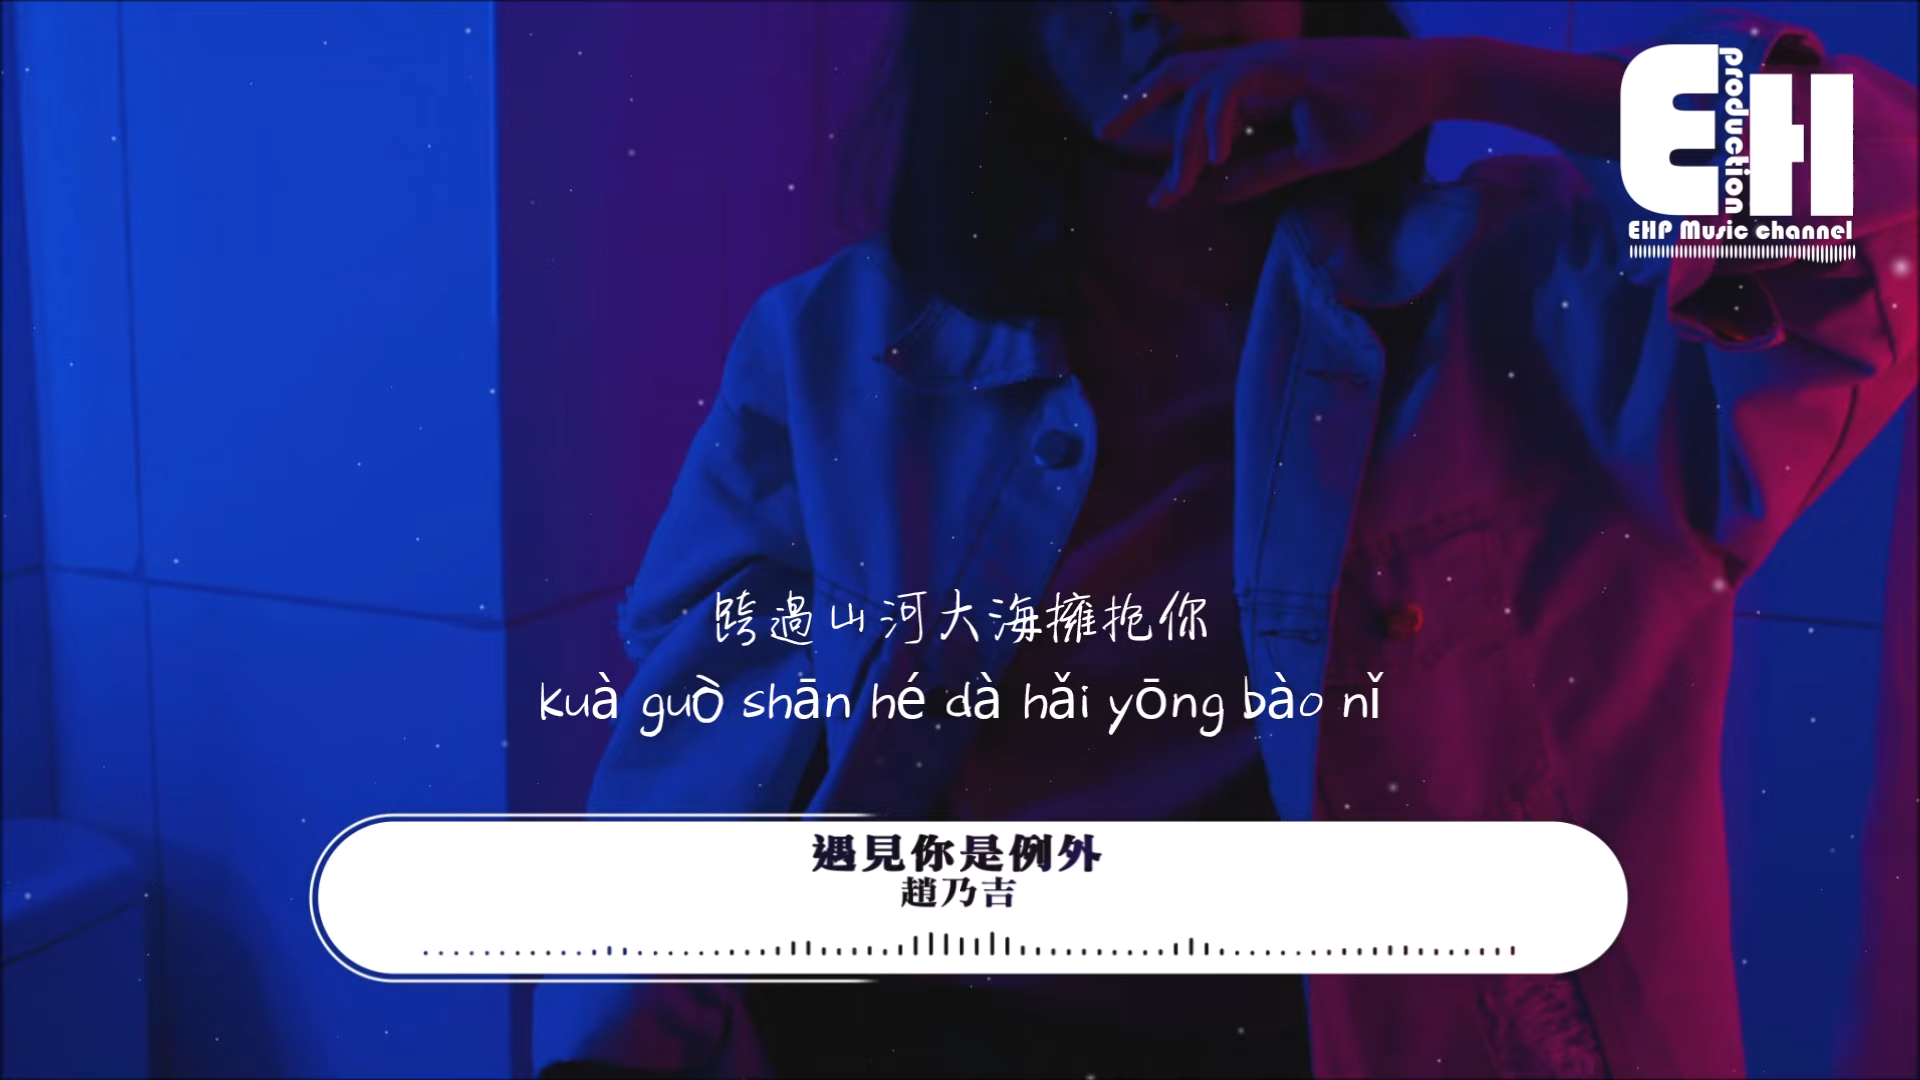 EH
production
EHP Music channel
跨過山河大海擁抱你
kuà guò shān hé dà hǎi yōng bào nǐ
遇見你是例外
趙乃吉